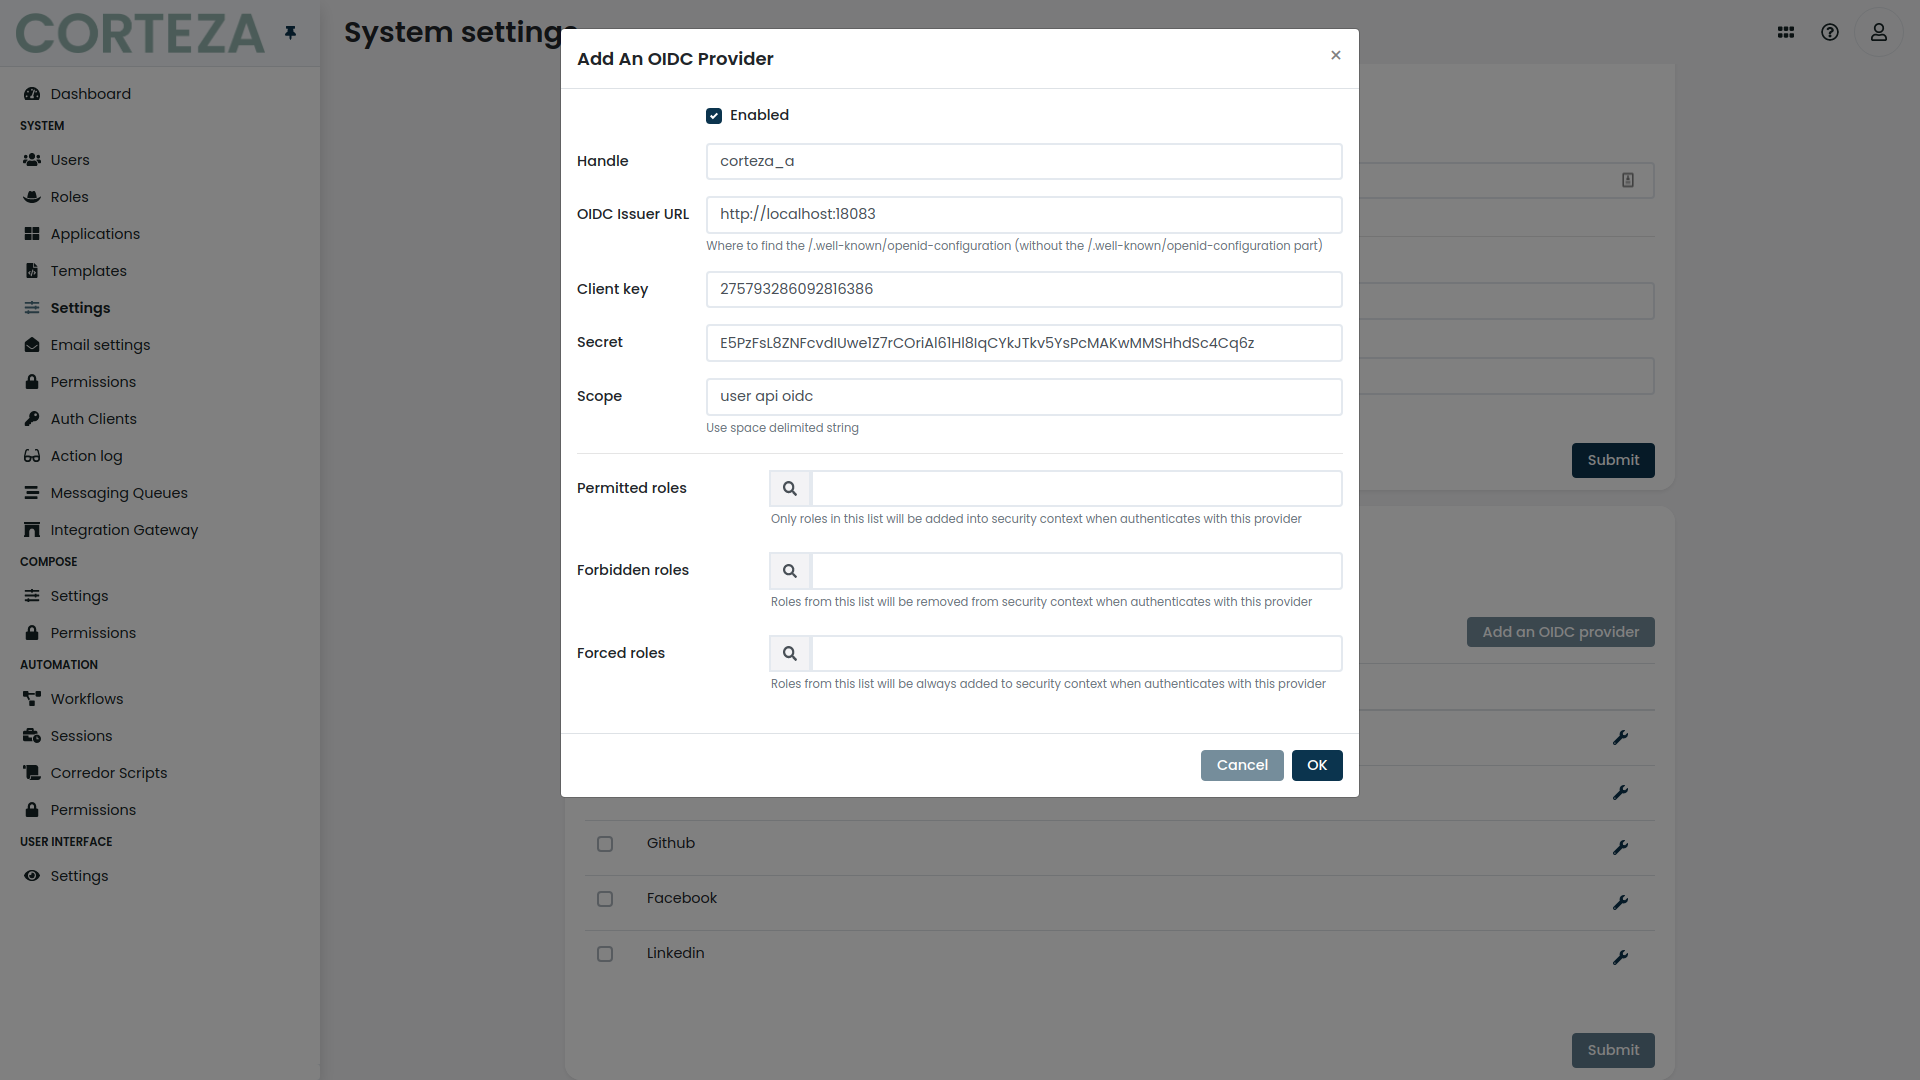 CORTEZA
Dashboard
SYSTEM
Users
Roles
Applications
Templates
Settings
Email settings
Permissions
Auth Clients
Action log
Messaging Queues
Integration Gateway
COMPOSE
Settings
Permissions
AUTOMATION
Workflows
Sessions
Corredor Scripts
Permissions
USER INTERFACE
Settings
System settings
Add An OIDC Provider
×
Enabled
Handle
corteza_a
OIDC Issuer URL
http://localhost:18083
Where to find the /.well-known/openid-configuration (without the /.well-known/openid-configuration part)
Client key
275793286092816386
Secret
E5PzFsL8ZNFcvdIUwe1Z7rCOriAl61Hl8IqCYkJTkv5YsPcMAKwMMSHhdSc4Cq6z
Scope
user api oidc
Use space delimited string
Permitted roles
Only roles in this list will be added into security context when authenticates with this provider
Forbidden roles
Roles from this list will be removed from security context when authenticates with this provider
Forced roles
Roles from this list will be always added to security context when authenticates with this provider
Cancel
OK
Submit
Add an OIDC provider
Github
Facebook
Linkedin
Submit